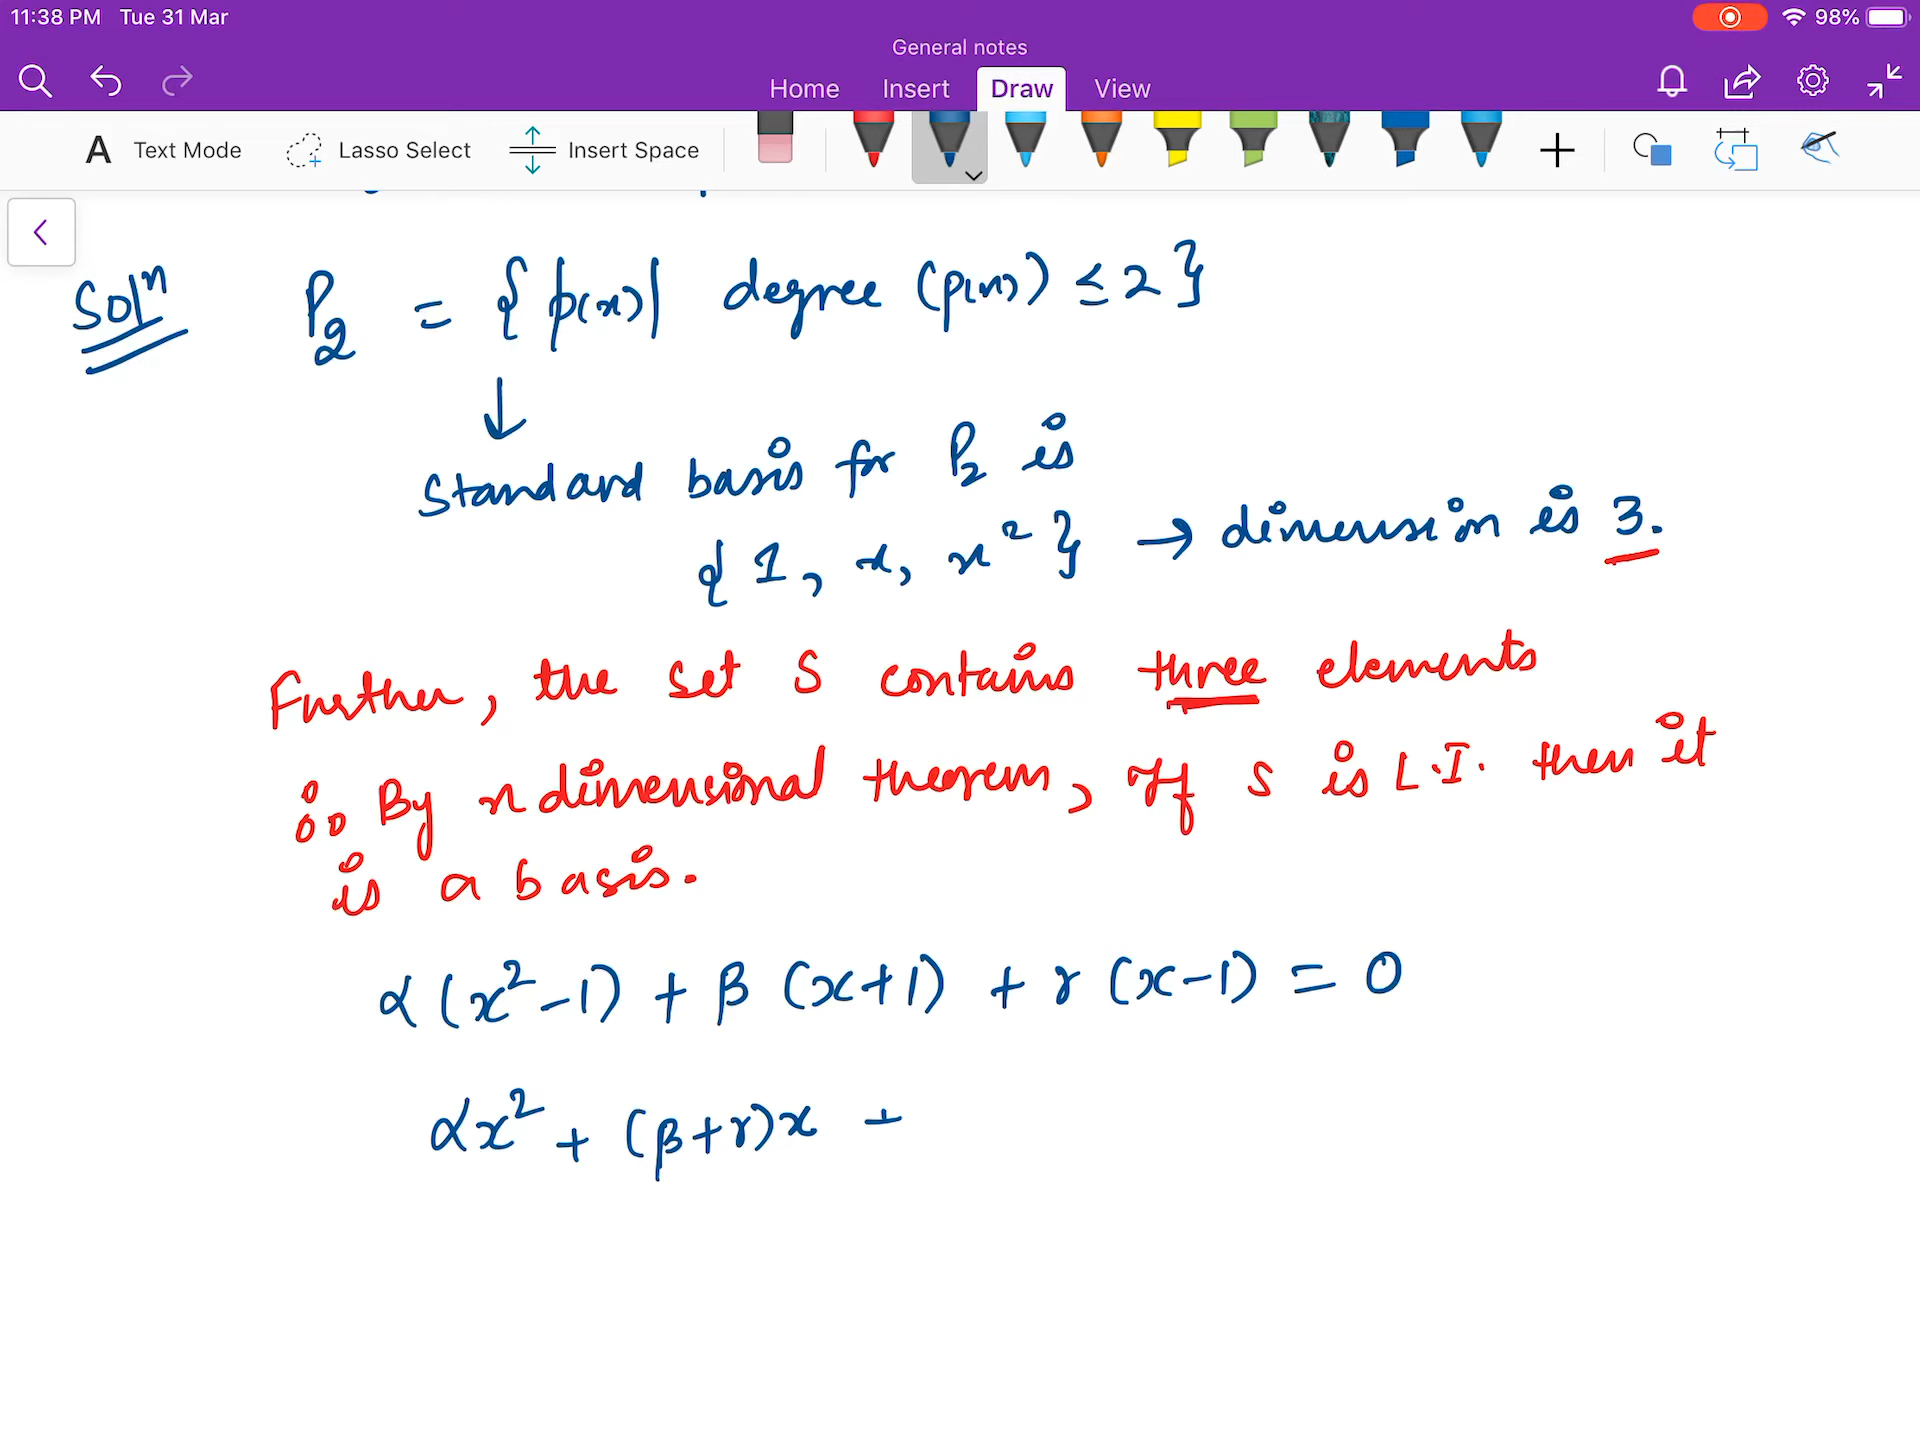 11:38 PM Tue 31 Mar 98%
General notes
Home Insert Draw View
A Text Mode Lasso Select Insert Space
Solⁿ P₂ = { p(x) | degree (p(x)) ≤ 2 }
↓
Standard basis for P₂ is
{ 1, x, x² } → dimension is 3.
Further, the set S contains three elements
∴ By n dimensional theorem, If S is L.I. then it
is a basis.
α(x²-1) + β (x+1) + γ (x-1) = 0
αx² + (β+γ)x +